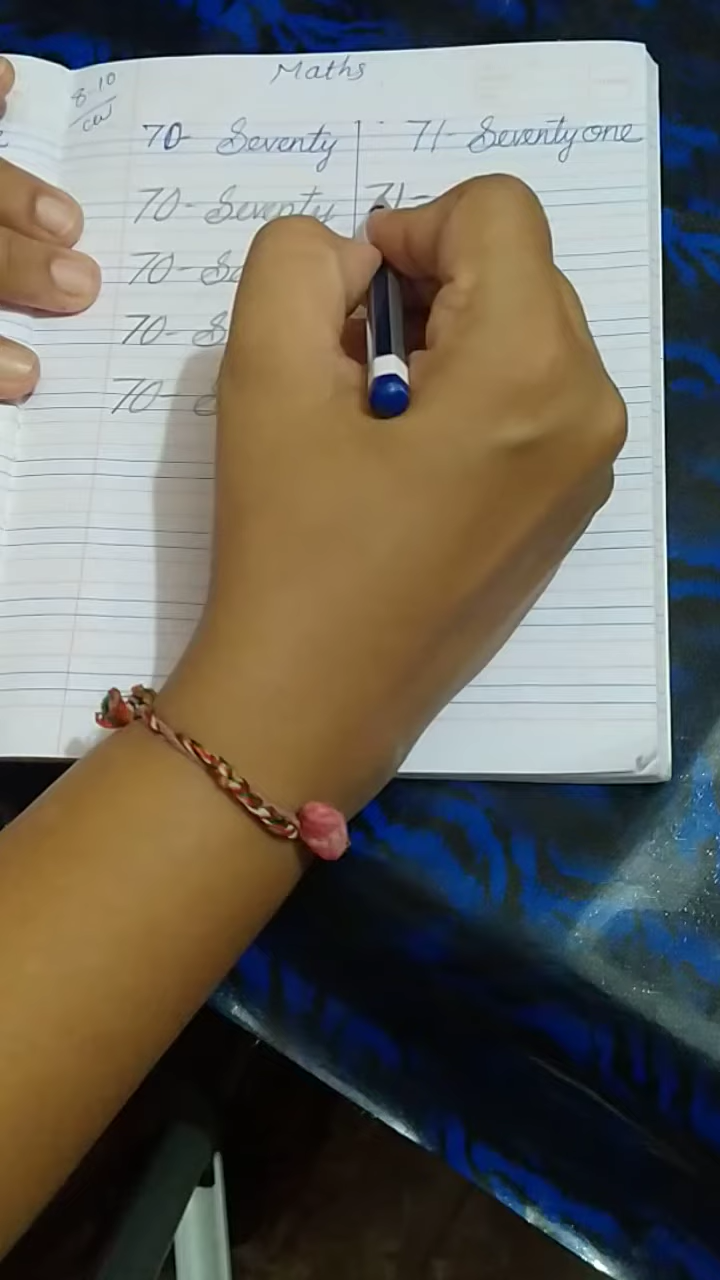 Maths
8-10
cw
70- Seventy 71- Seventy one
70- Seventy 71-
70-
70-
70-